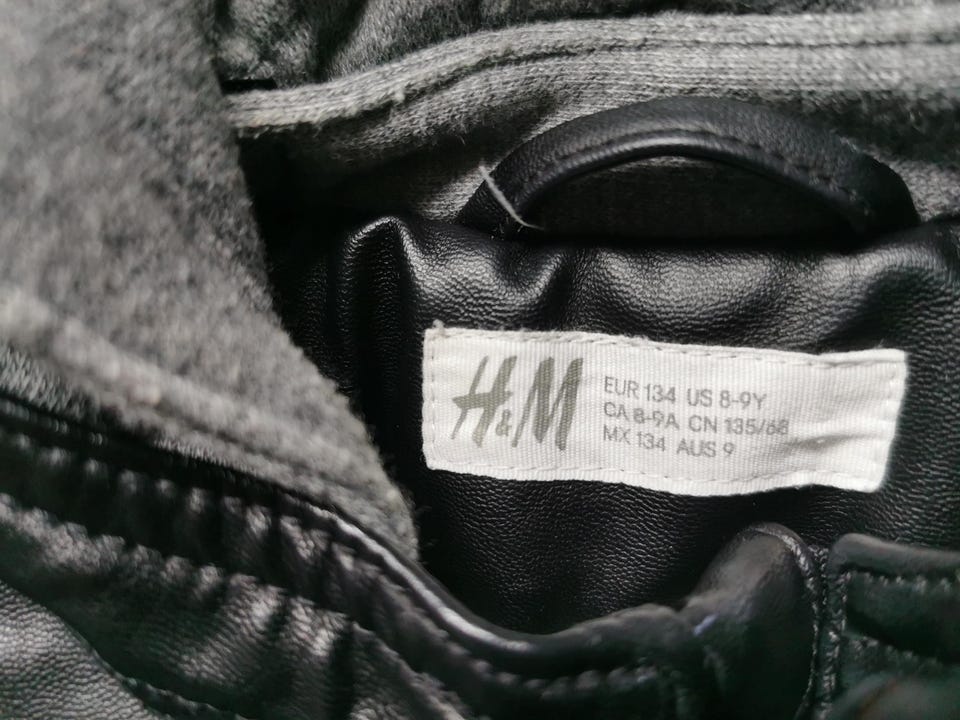 H&M
EUR 134 US 8-9Y
CA 8-9A CN 135/68
MX 134 AUS 9